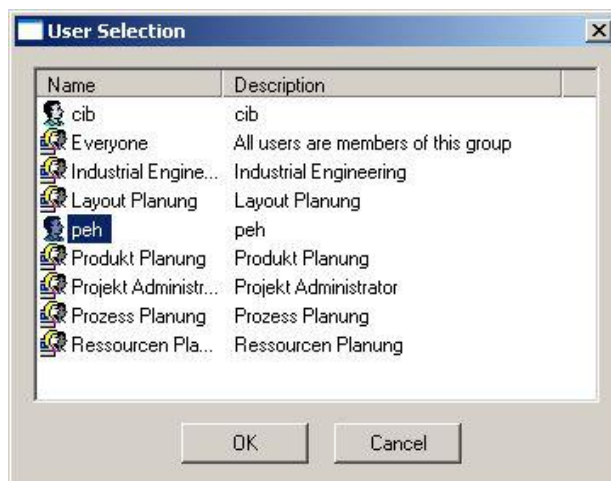 User Selection
Name Description
cib cib
Everyone All users are members of this group
Industrial Engine... Industrial Engineering
Layout Planung Layout Planung
peh peh
Produkt Planung Produkt Planung
Projekt Administr... Projekt Administrator
Prozess Planung Prozess Planung
Ressourcen Pla... Ressourcen Planung
OK Cancel